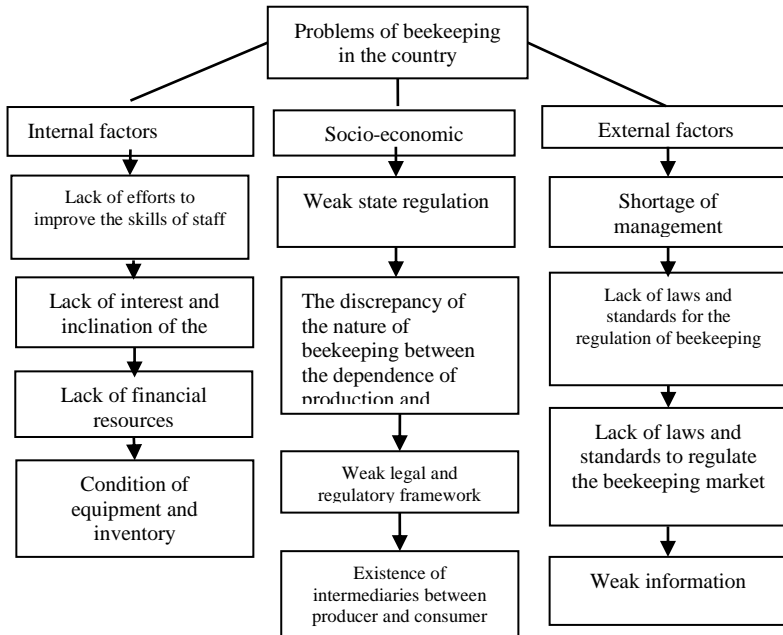 Problems of beekeeping
in the country
Internal factors
Lack of efforts to
improve the skills of staff
Lack of interest and
inclination of the
Lack of financial
resources
Condition of
equipment and
inventory
Socio-economic
Weak state regulation
The discrepancy of
the nature of
beekeeping between
the dependence of
production and
Weak legal and
regulatory framework
Existence of
intermediaries between
producer and consumer
External factors
Shortage of
management
Lack of laws and
standards for the
regulation of beekeeping
Lack of laws and
standards to regulate
the beekeeping market
Weak information